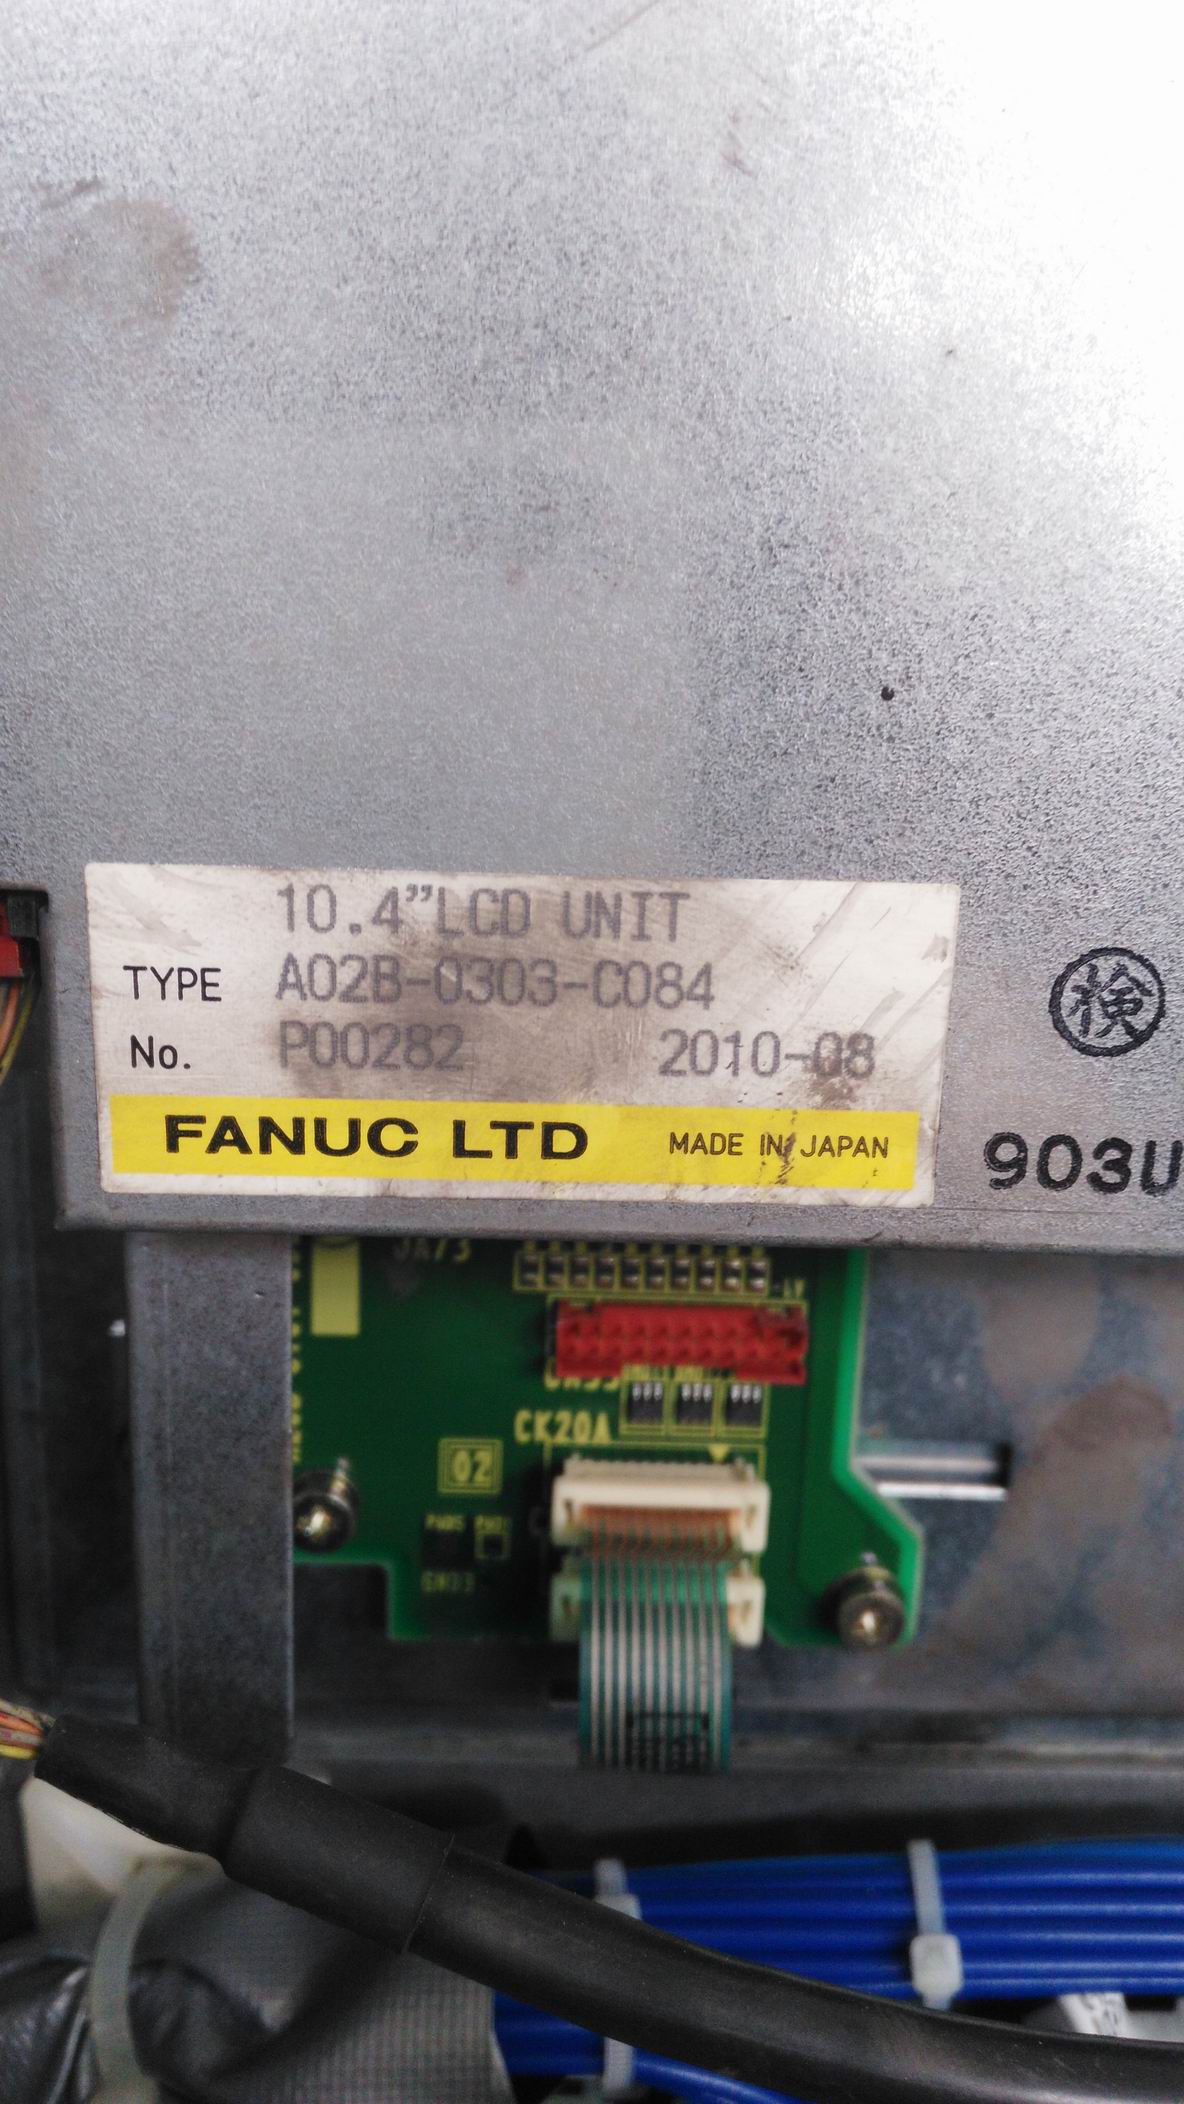 10.4"LCD UNIT
TYPE A02B-0303-C084
No. P00282 2010-08
FANUC LTD MADE IN JAPAN
検
903U
JA73
CK20A
02